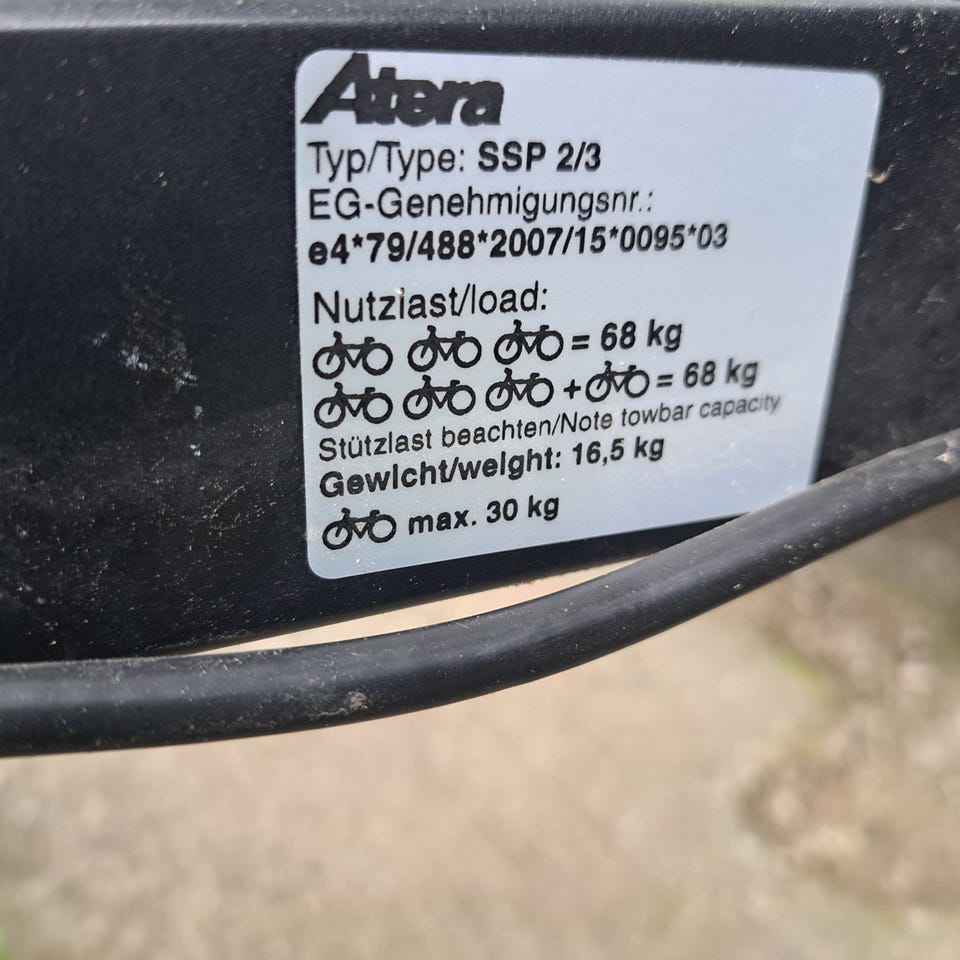 Atera
Typ/Type: SSP 2/3
EG-Genehmigungsnr.:
e4*79/488*2007/15*0095*03
Nutzlast/load:
= 68 kg
+ = 68 kg
Stützlast beachten/Note towbar capacity
Gewicht/weight: 16,5 kg
max. 30 kg